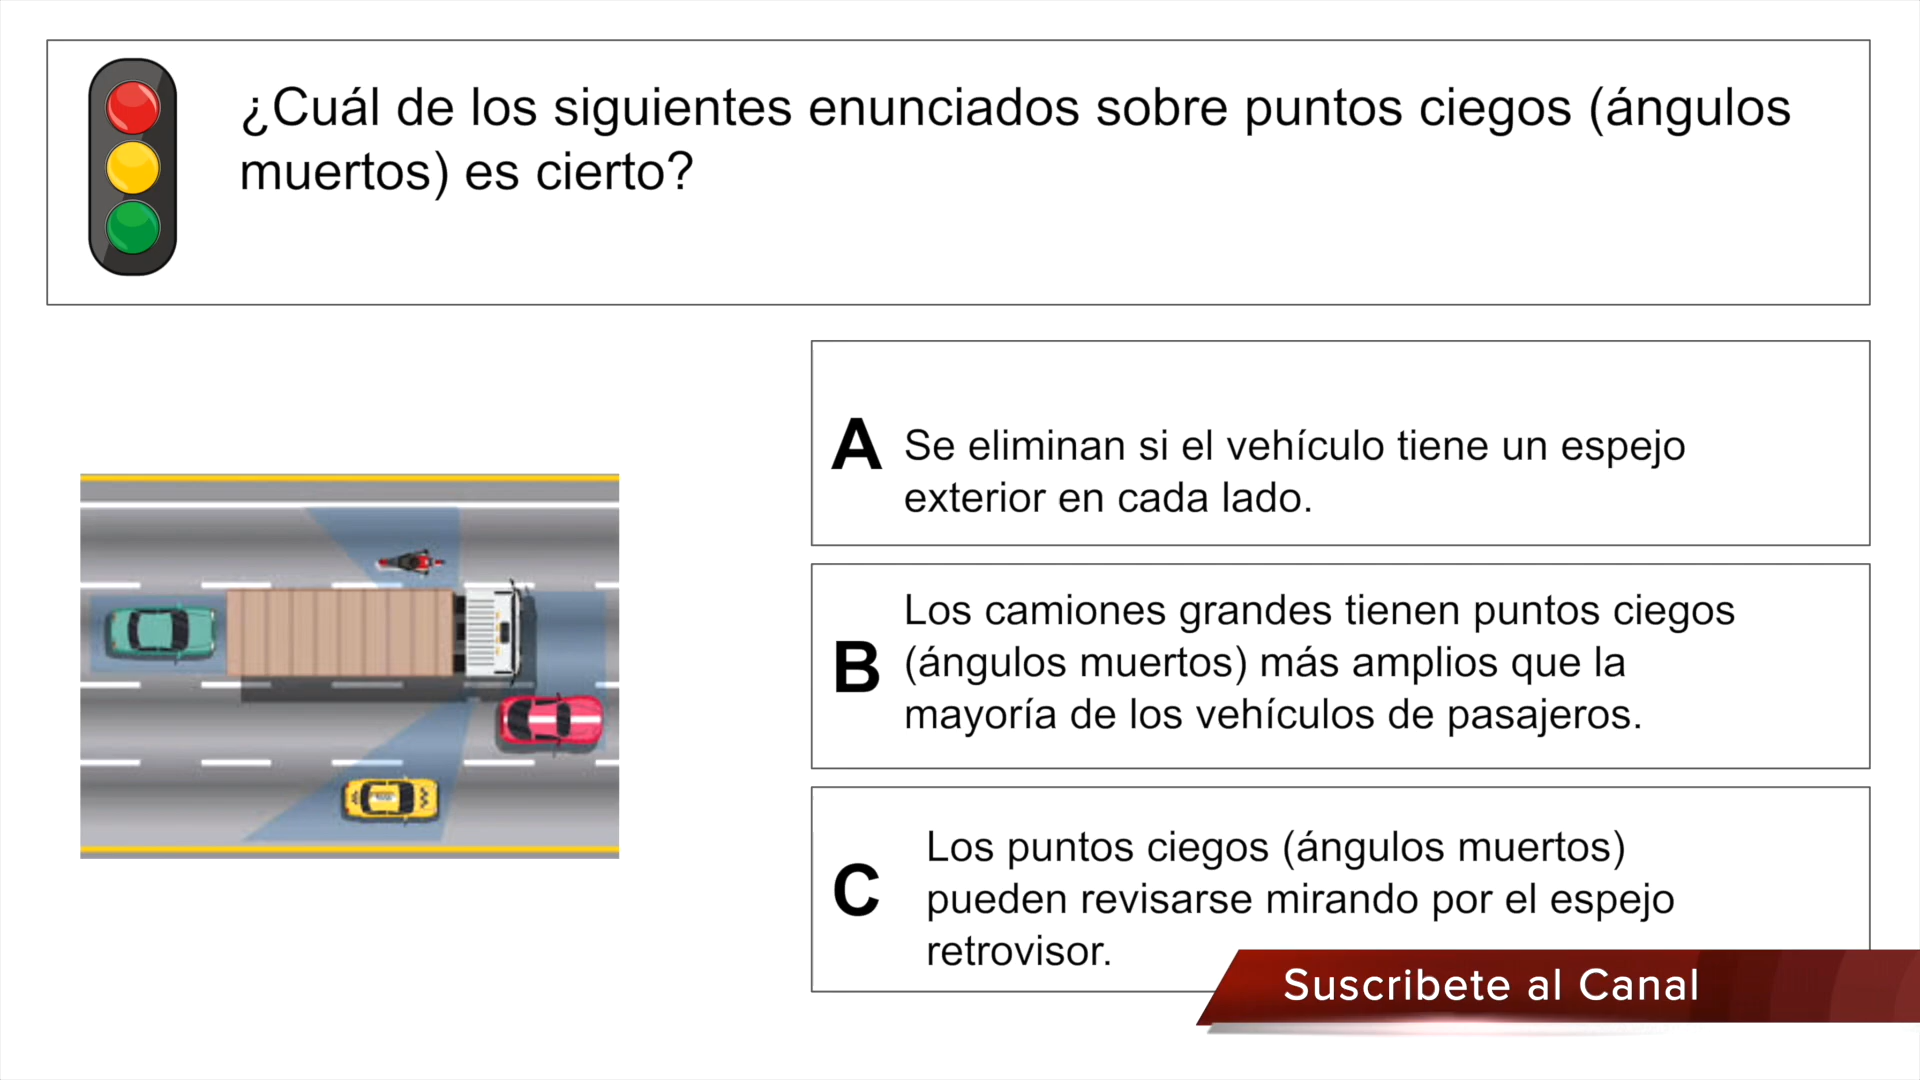 ¿Cuál de los siguientes enunciados sobre puntos ciegos (ángulos
muertos) es cierto?
A
Se eliminan si el vehículo tiene un espejo
exterior en cada lado.
B
Los camiones grandes tienen puntos ciegos
(ángulos muertos) más amplios que la
mayoría de los vehículos de pasajeros.
C
Los puntos ciegos (ángulos muertos)
pueden revisarse mirando por el espejo
retrovisor.
Suscribete al Canal